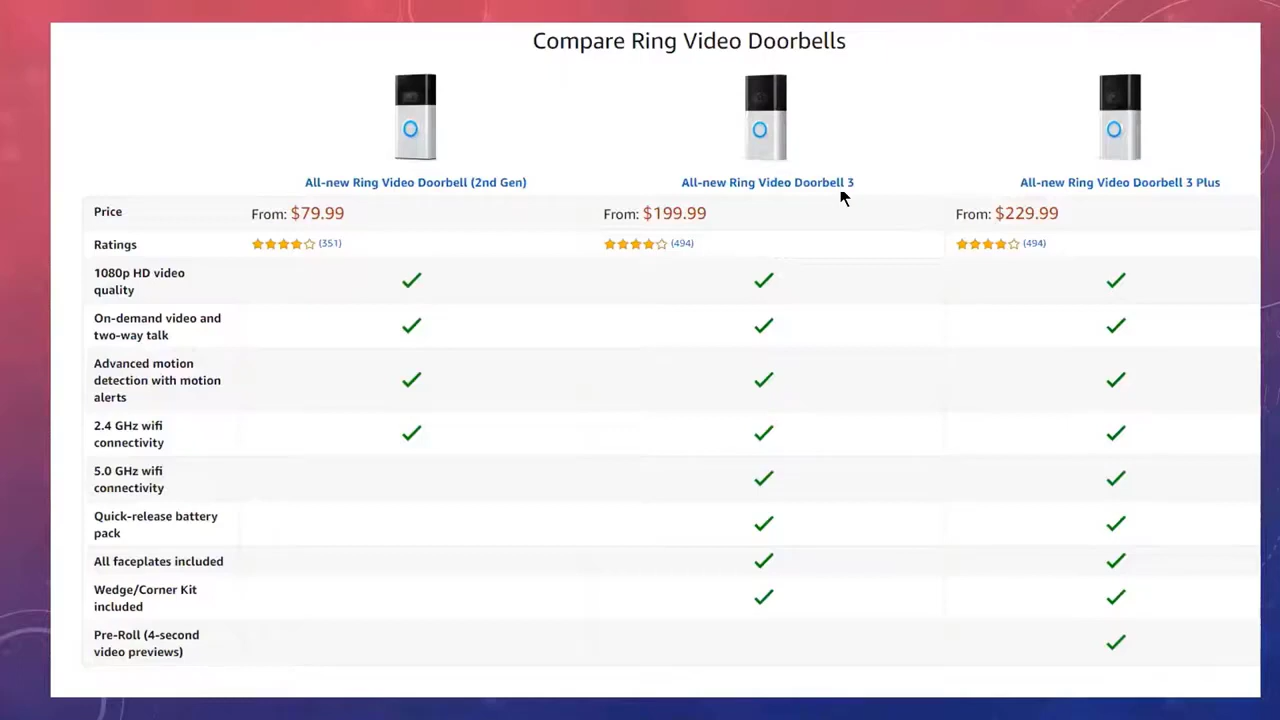 Compare Ring Video Doorbells
All-new Ring Video Doorbell (2nd Gen) All-new Ring Video Doorbell 3 All-new Ring Video Doorbell 3 Plus
Price From: $79.99 From: $199.99 From: $229.99
Ratings (351) (494) (494)
1080p HD video
quality
On-demand video and
two-way talk
Advanced motion
detection with motion
alerts
2.4 GHz wifi
connectivity
5.0 GHz wifi
connectivity
Quick-release battery
pack
All faceplates included
Wedge/Corner Kit
included
Pre-Roll (4-second
video previews)